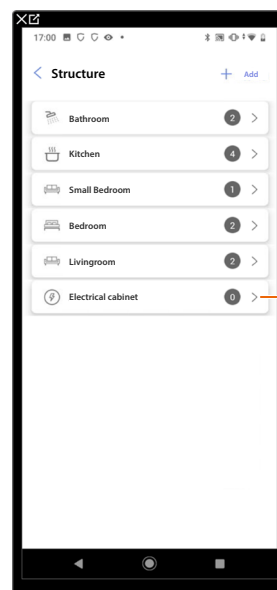 17:00
Structure
+ Add
Bathroom 2
Kitchen 4
Small Bedroom 1
Bedroom 2
Livingroom 2
Electrical cabinet 0